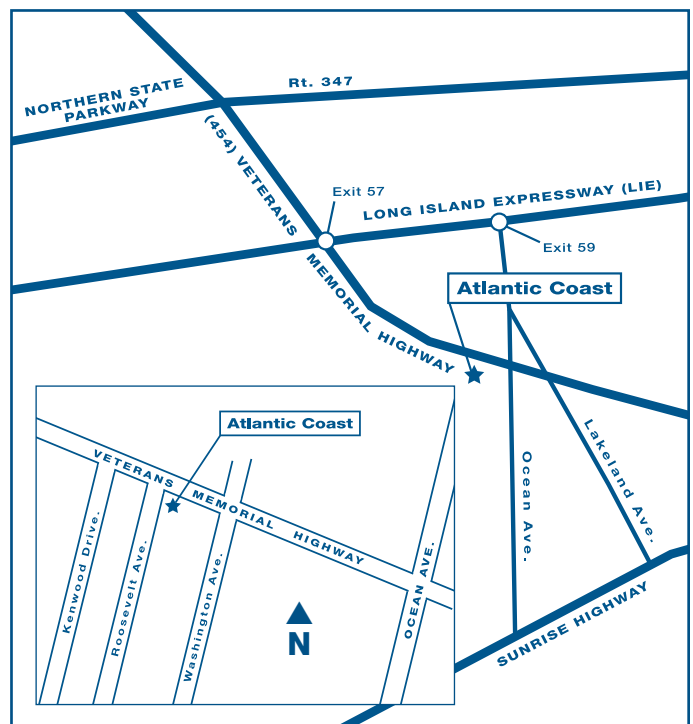 Rt. 347
NORTHERN STATE
PARKWAY
(454) VETERANS MEMORIAL HIGHWAY
Exit 57
LONG ISLAND EXPRESSWAY (LIE)
Exit 59
Atlantic Coast
Ocean Ave.
Lakeland Ave.
SUNRISE HIGHWAY
Atlantic Coast
VETERANS MEMORIAL HIGHWAY
Kenwood Drive.
Roosevelt Ave.
Washington Ave.
OCEAN AVE.
N